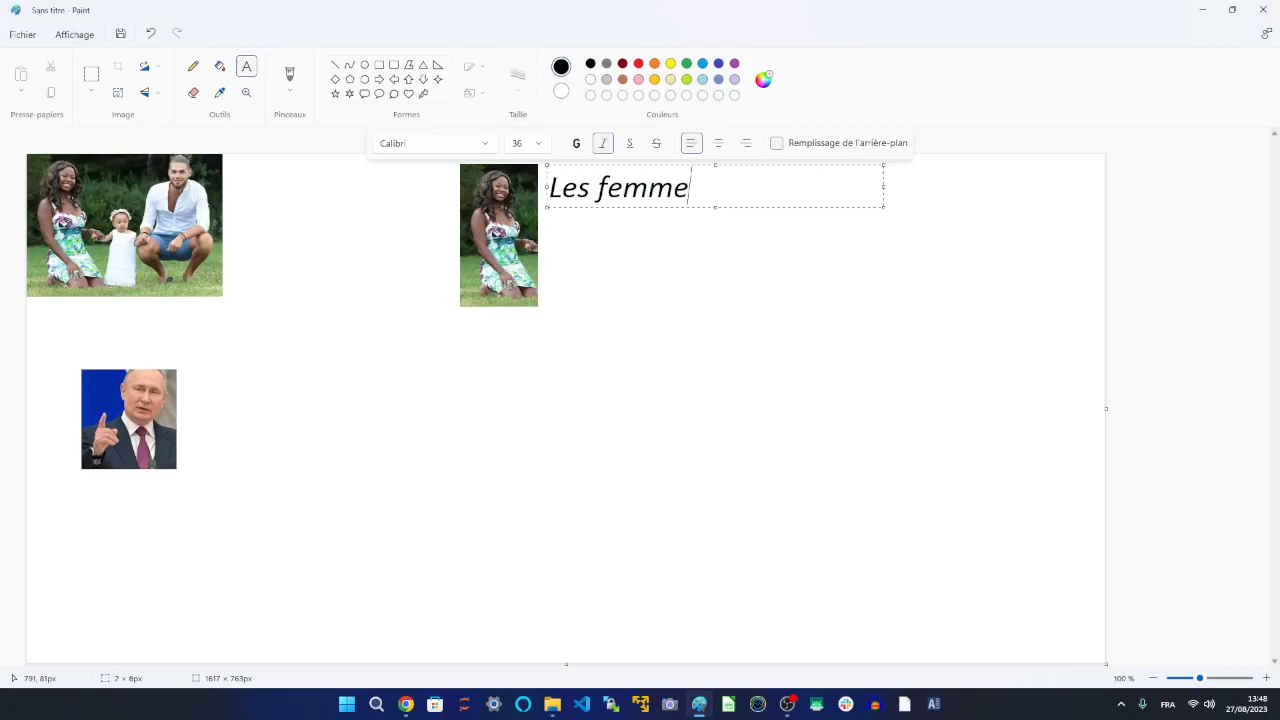 Sans titre - Paint
Fichier Affichage
Presse-papiers Image Outils Pinceaux Formes Taille Couleurs
Calibri 36 G I S S Remplissage de l'arrière-plan
Les femme
791, 81px 2 × 8px 1617 × 763px 100 %
FRA 13:48
27/08/2023